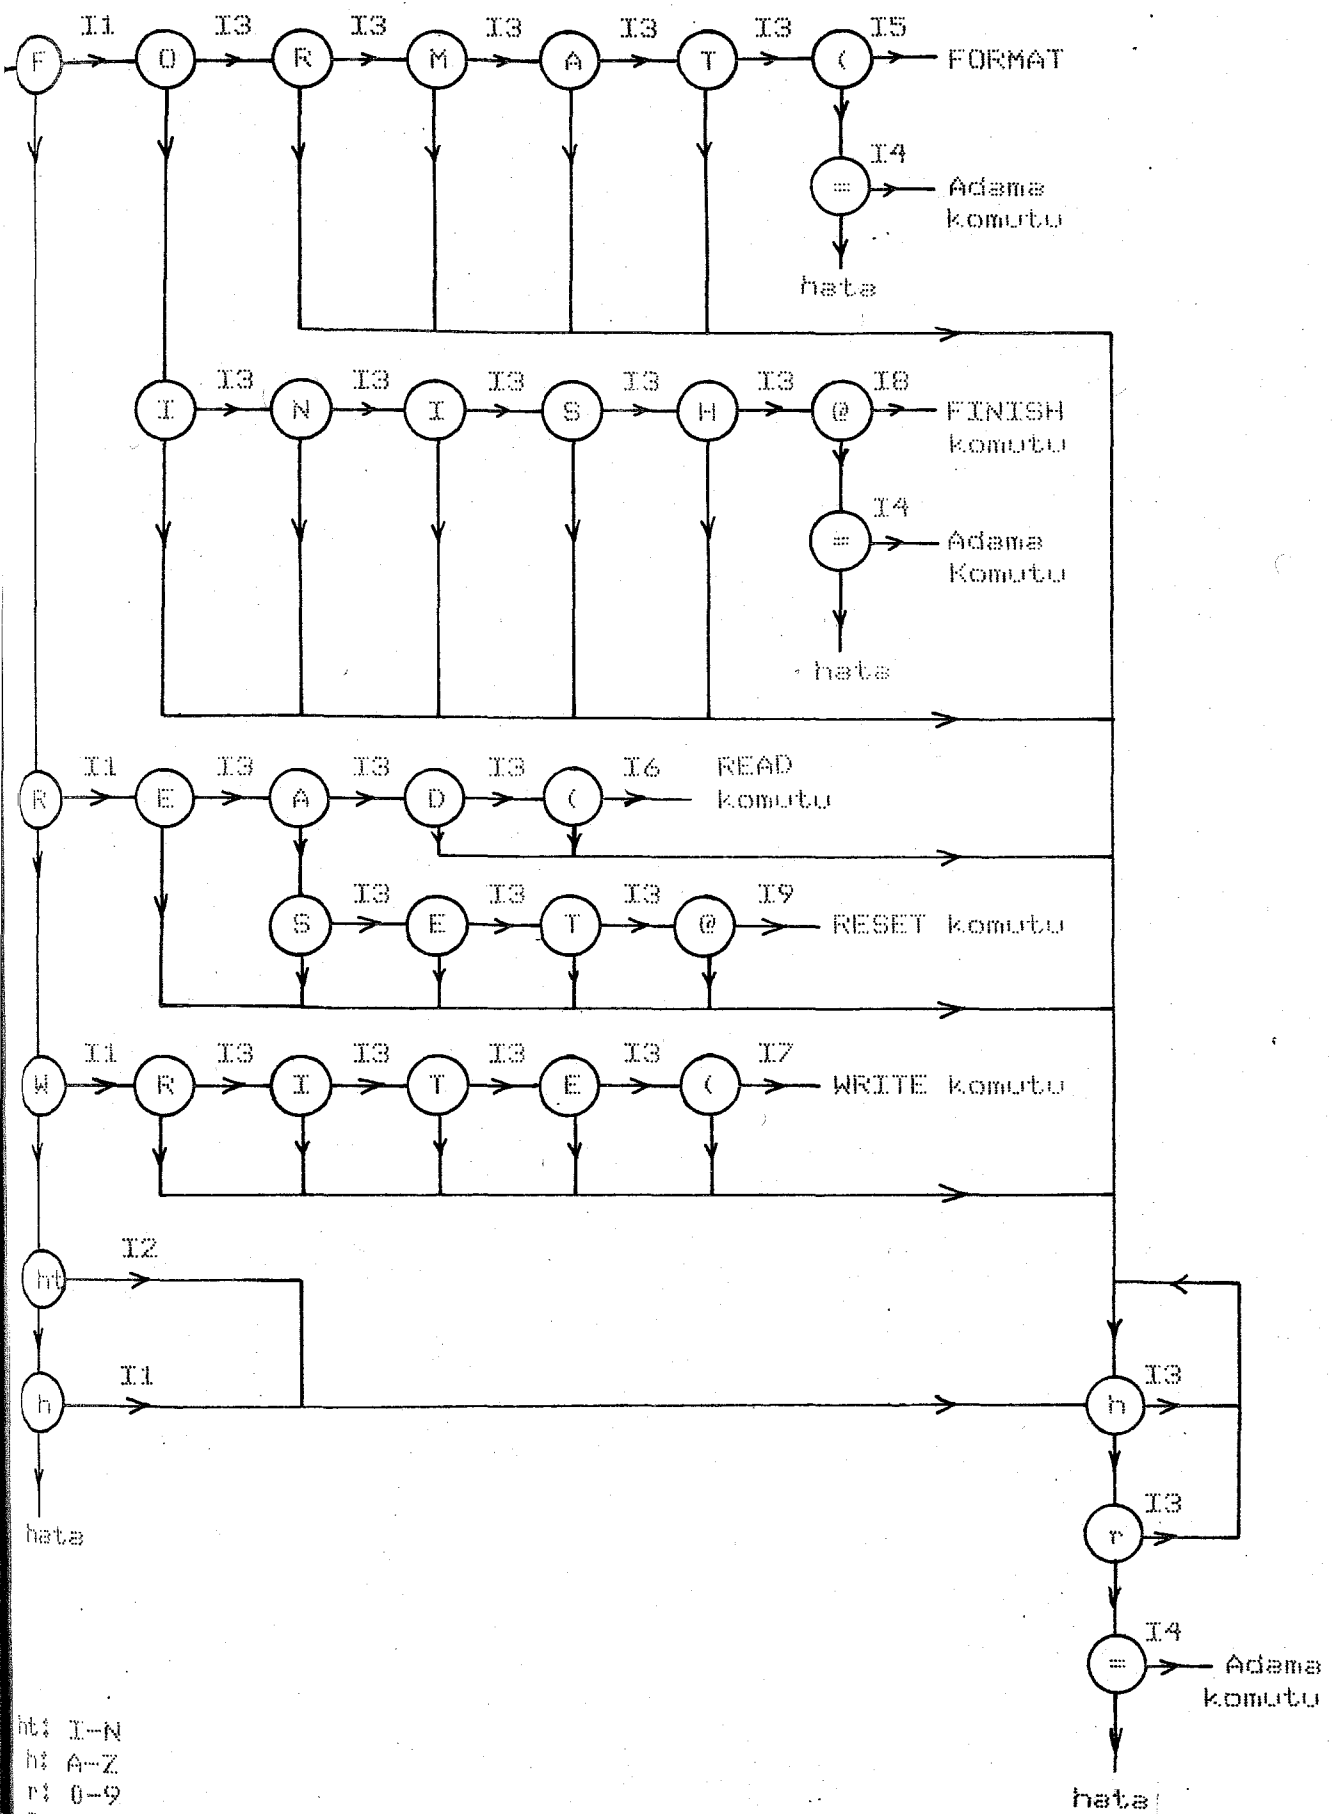 I1 I3 I3 I3 I3 I3 I5
F O R M A T ( FORMAT
I4
= Adama
komutu
hata
I3 I3 I3 I3 I3 I8
I N I S H @ FINISH
komutu
I4
= Adama
Komutu
hata
I1 I3 I3 I3 I6 READ
R E A D ( komutu
I3 I3 I3 I9
S E T @ RESET komutu
I1 I3 I3 I3 I3 I7
W R I T E ( WRITE komutu
I2
ht
I1 I3
h h
I3
hata r
I4
= Adama
komutu
ht: I-N
h: A-Z
r: 0-9
hata